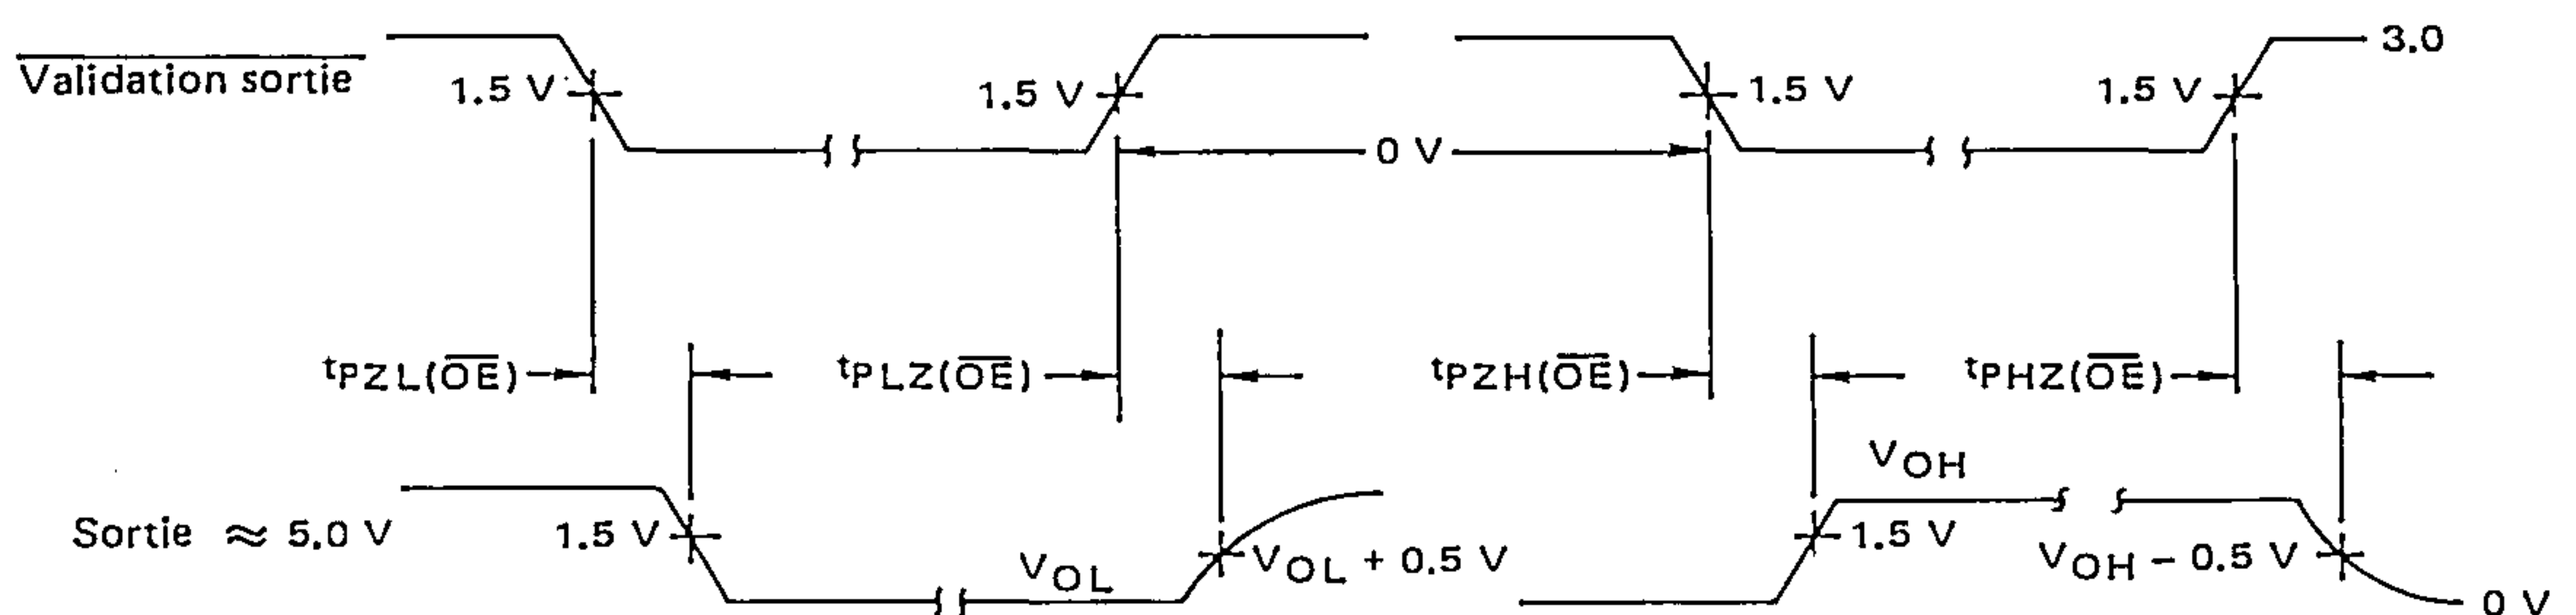 3.0
Validation sortie
1.5 V 1.5 V 1.5 V 1.5 V
0 V
tPZL(OE) tPLZ(OE) tPZH(OE) tPHZ(OE)
VOH
Sortie ≈ 5.0 V 1.5 V VOL VOL + 0.5 V 1.5 V VOH – 0.5 V
0 V